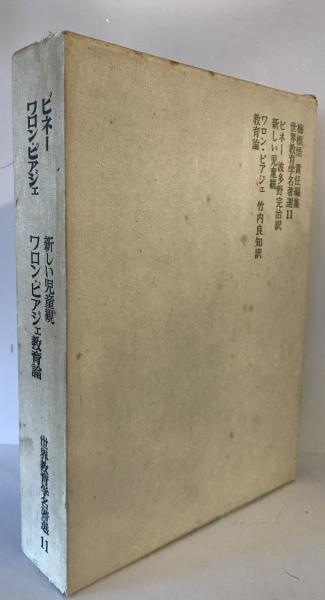 梅根悟 責任編集
世界教育学名著選11
ビネー 波多野完治訳
新しい児童観
ワロン・ピアジェ 竹内良知訳
教育論
ビネー
ワロン・ピアジェ
新しい児童観
ワロン・ピアジェ教育論
世界教育学名著選 11